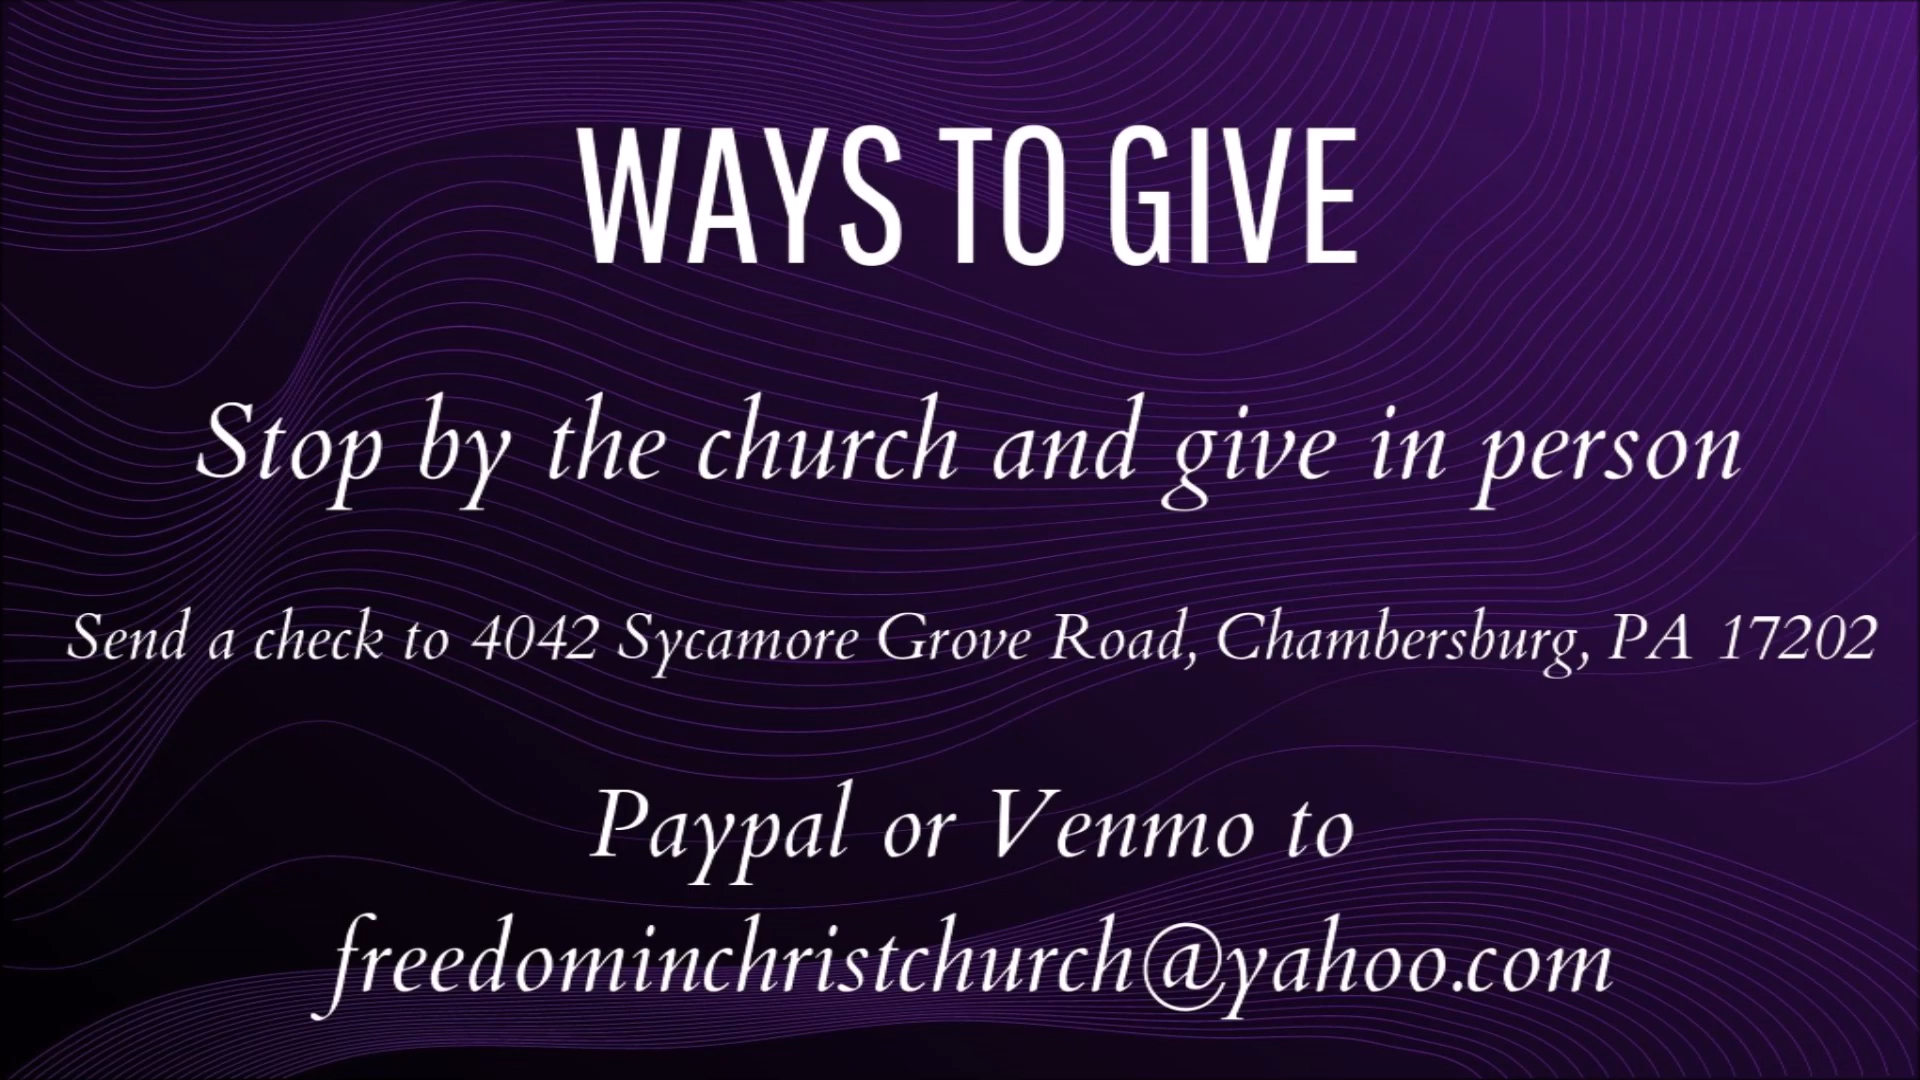 WAYS TO GIVE
Stop by the church and give in person
Send a check to 4042 Sycamore Grove Road, Chambersburg, PA 17202
Paypal or Venmo to
freedominchristchurch@yahoo.com